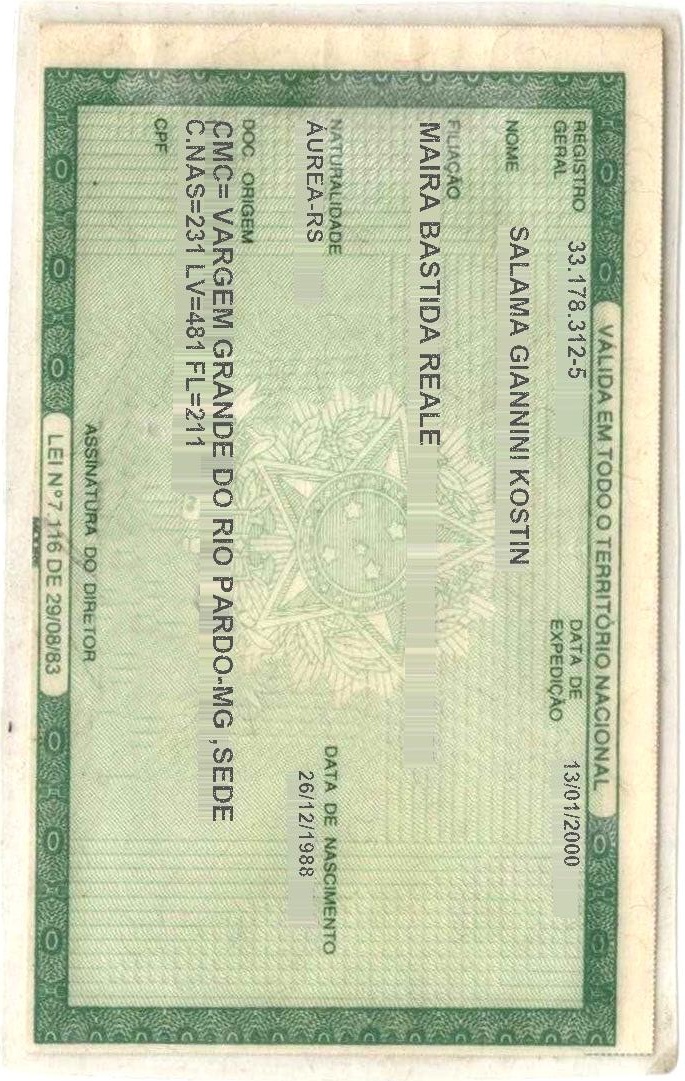 VÁLIDA EM TODO O TERRITÓRIO NACIONAL
REGISTRO GERAL 33.178.312-5 DATA DE EXPEDIÇÃO 13/01/2000
NOME SALAMA GIANNINI KOSTIN
FILIAÇÃO
MAIRA BASTIDA REALE
NATURALIDADE DATA DE NASCIMENTO
ÁUREA-RS 26/12/1988
DOC. ORIGEM
CMC= VARGEM GRANDE DO RIO PARDO-MG ,SEDE
C.NAS=231 LV=481 FL=211
CPF
ASSINATURA DO DIRETOR
LEI Nº 7.116 DE 29/08/83